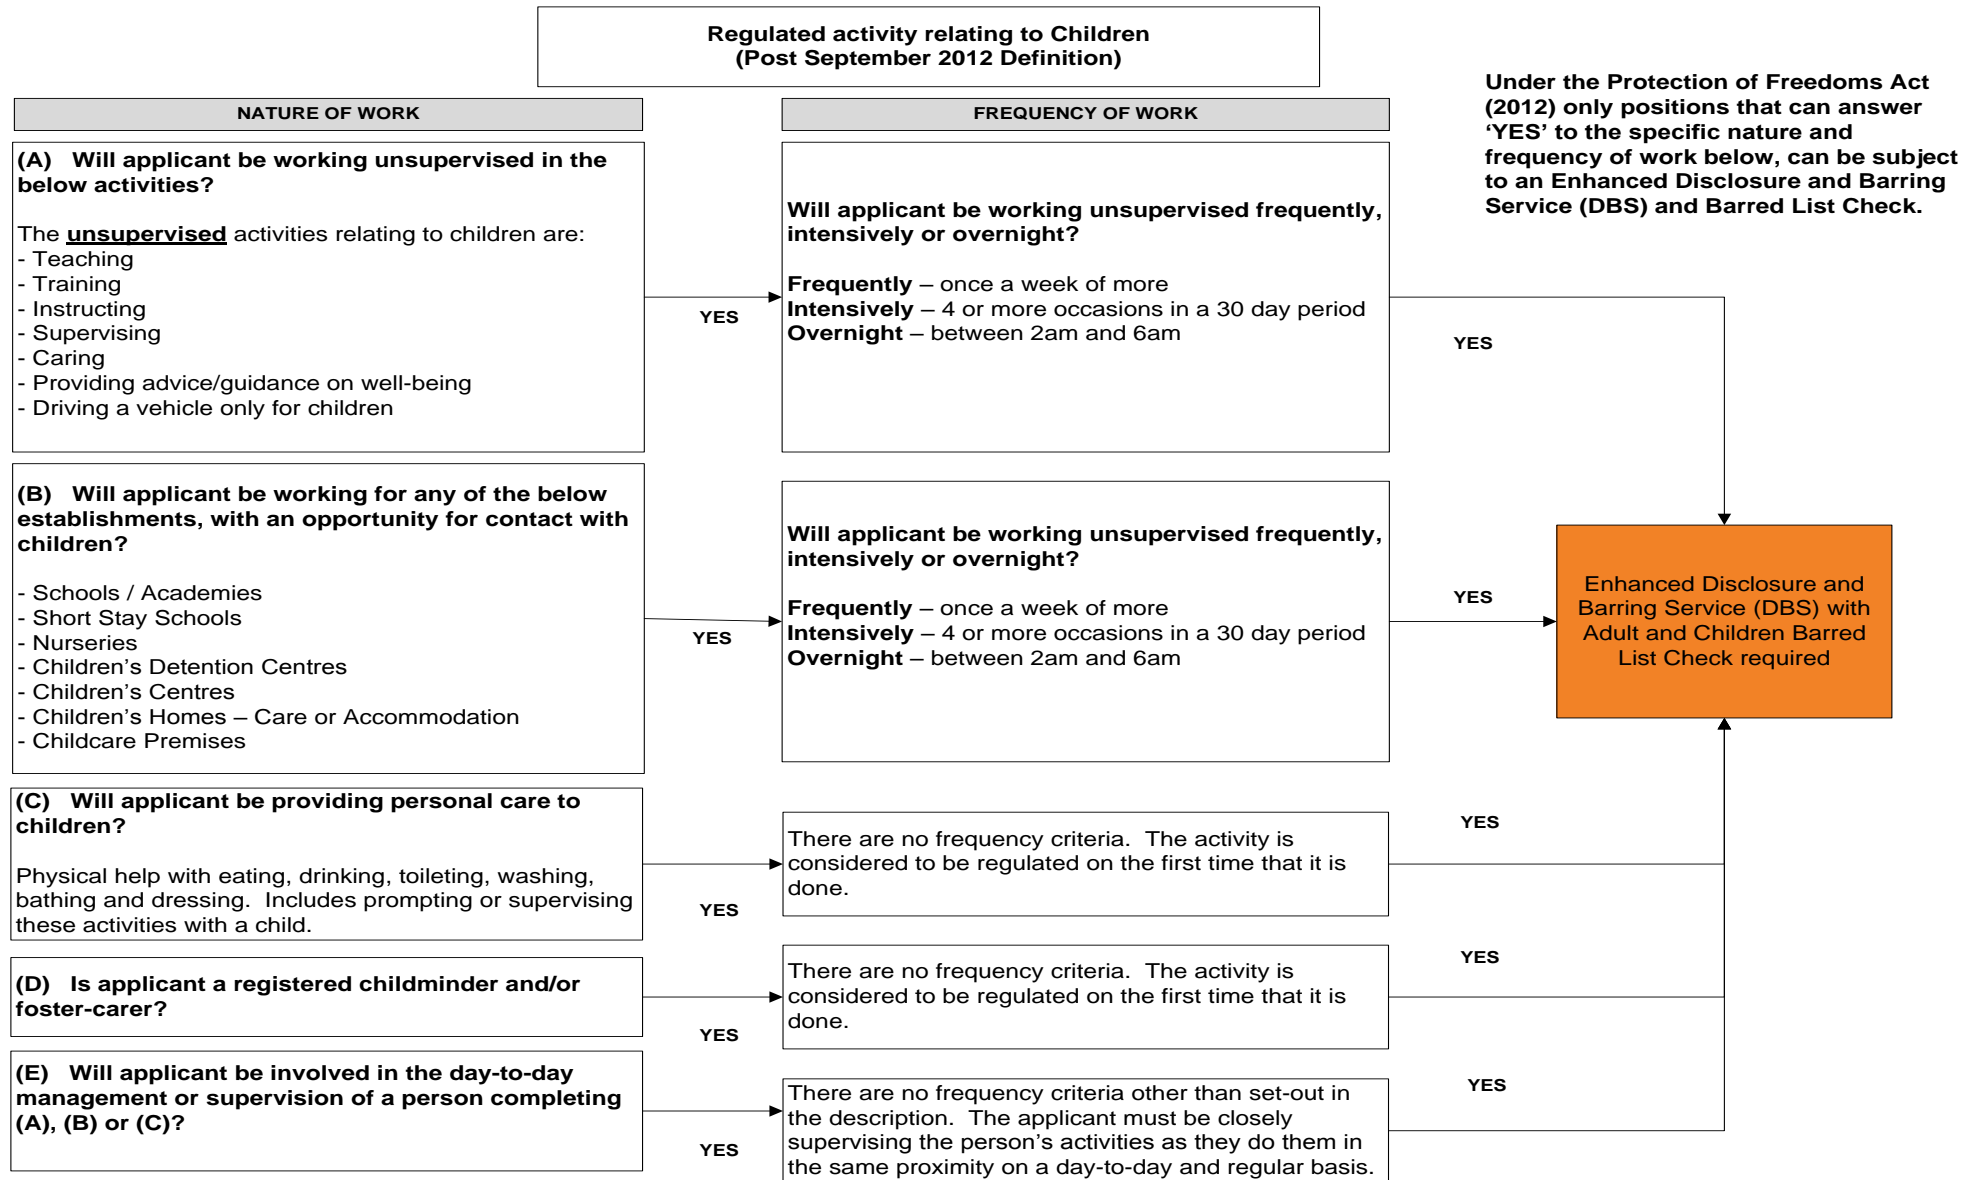 Regulated activity relating to Children
(Post September 2012 Definition)
Under the Protection of Freedoms Act
(2012) only positions that can answer
‘YES’ to the specific nature and
frequency of work below, can be subject
to an Enhanced Disclosure and Barring
Service (DBS) and Barred List Check.
NATURE OF WORK
FREQUENCY OF WORK
(A) Will applicant be working unsupervised in the
below activities?
The unsupervised activities relating to children are:
- Teaching
- Training
- Instructing
- Supervising
- Caring
- Providing advice/guidance on well-being
- Driving a vehicle only for children
YES
Will applicant be working unsupervised frequently,
intensively or overnight?
Frequently – once a week of more
Intensively – 4 or more occasions in a 30 day period
Overnight – between 2am and 6am
YES
(B) Will applicant be working for any of the below
establishments, with an opportunity for contact with
children?
- Schools / Academies
- Short Stay Schools
- Nurseries
- Children’s Detention Centres
- Children’s Centres
- Children’s Homes – Care or Accommodation
- Childcare Premises
YES
Will applicant be working unsupervised frequently,
intensively or overnight?
Frequently – once a week of more
Intensively – 4 or more occasions in a 30 day period
Overnight – between 2am and 6am
YES
Enhanced Disclosure and
Barring Service (DBS) with
Adult and Children Barred
List Check required
(C) Will applicant be providing personal care to
children?
Physical help with eating, drinking, toileting, washing,
bathing and dressing. Includes prompting or supervising
these activities with a child.
YES
There are no frequency criteria. The activity is
considered to be regulated on the first time that it is
done.
YES
(D) Is applicant a registered childminder and/or
foster-carer?
YES
There are no frequency criteria. The activity is
considered to be regulated on the first time that it is
done.
YES
(E) Will applicant be involved in the day-to-day
management or supervision of a person completing
(A), (B) or (C)?
YES
There are no frequency criteria other than set-out in
the description. The applicant must be closely
supervising the person’s activities as they do them in
the same proximity on a day-to-day and regular basis.
YES